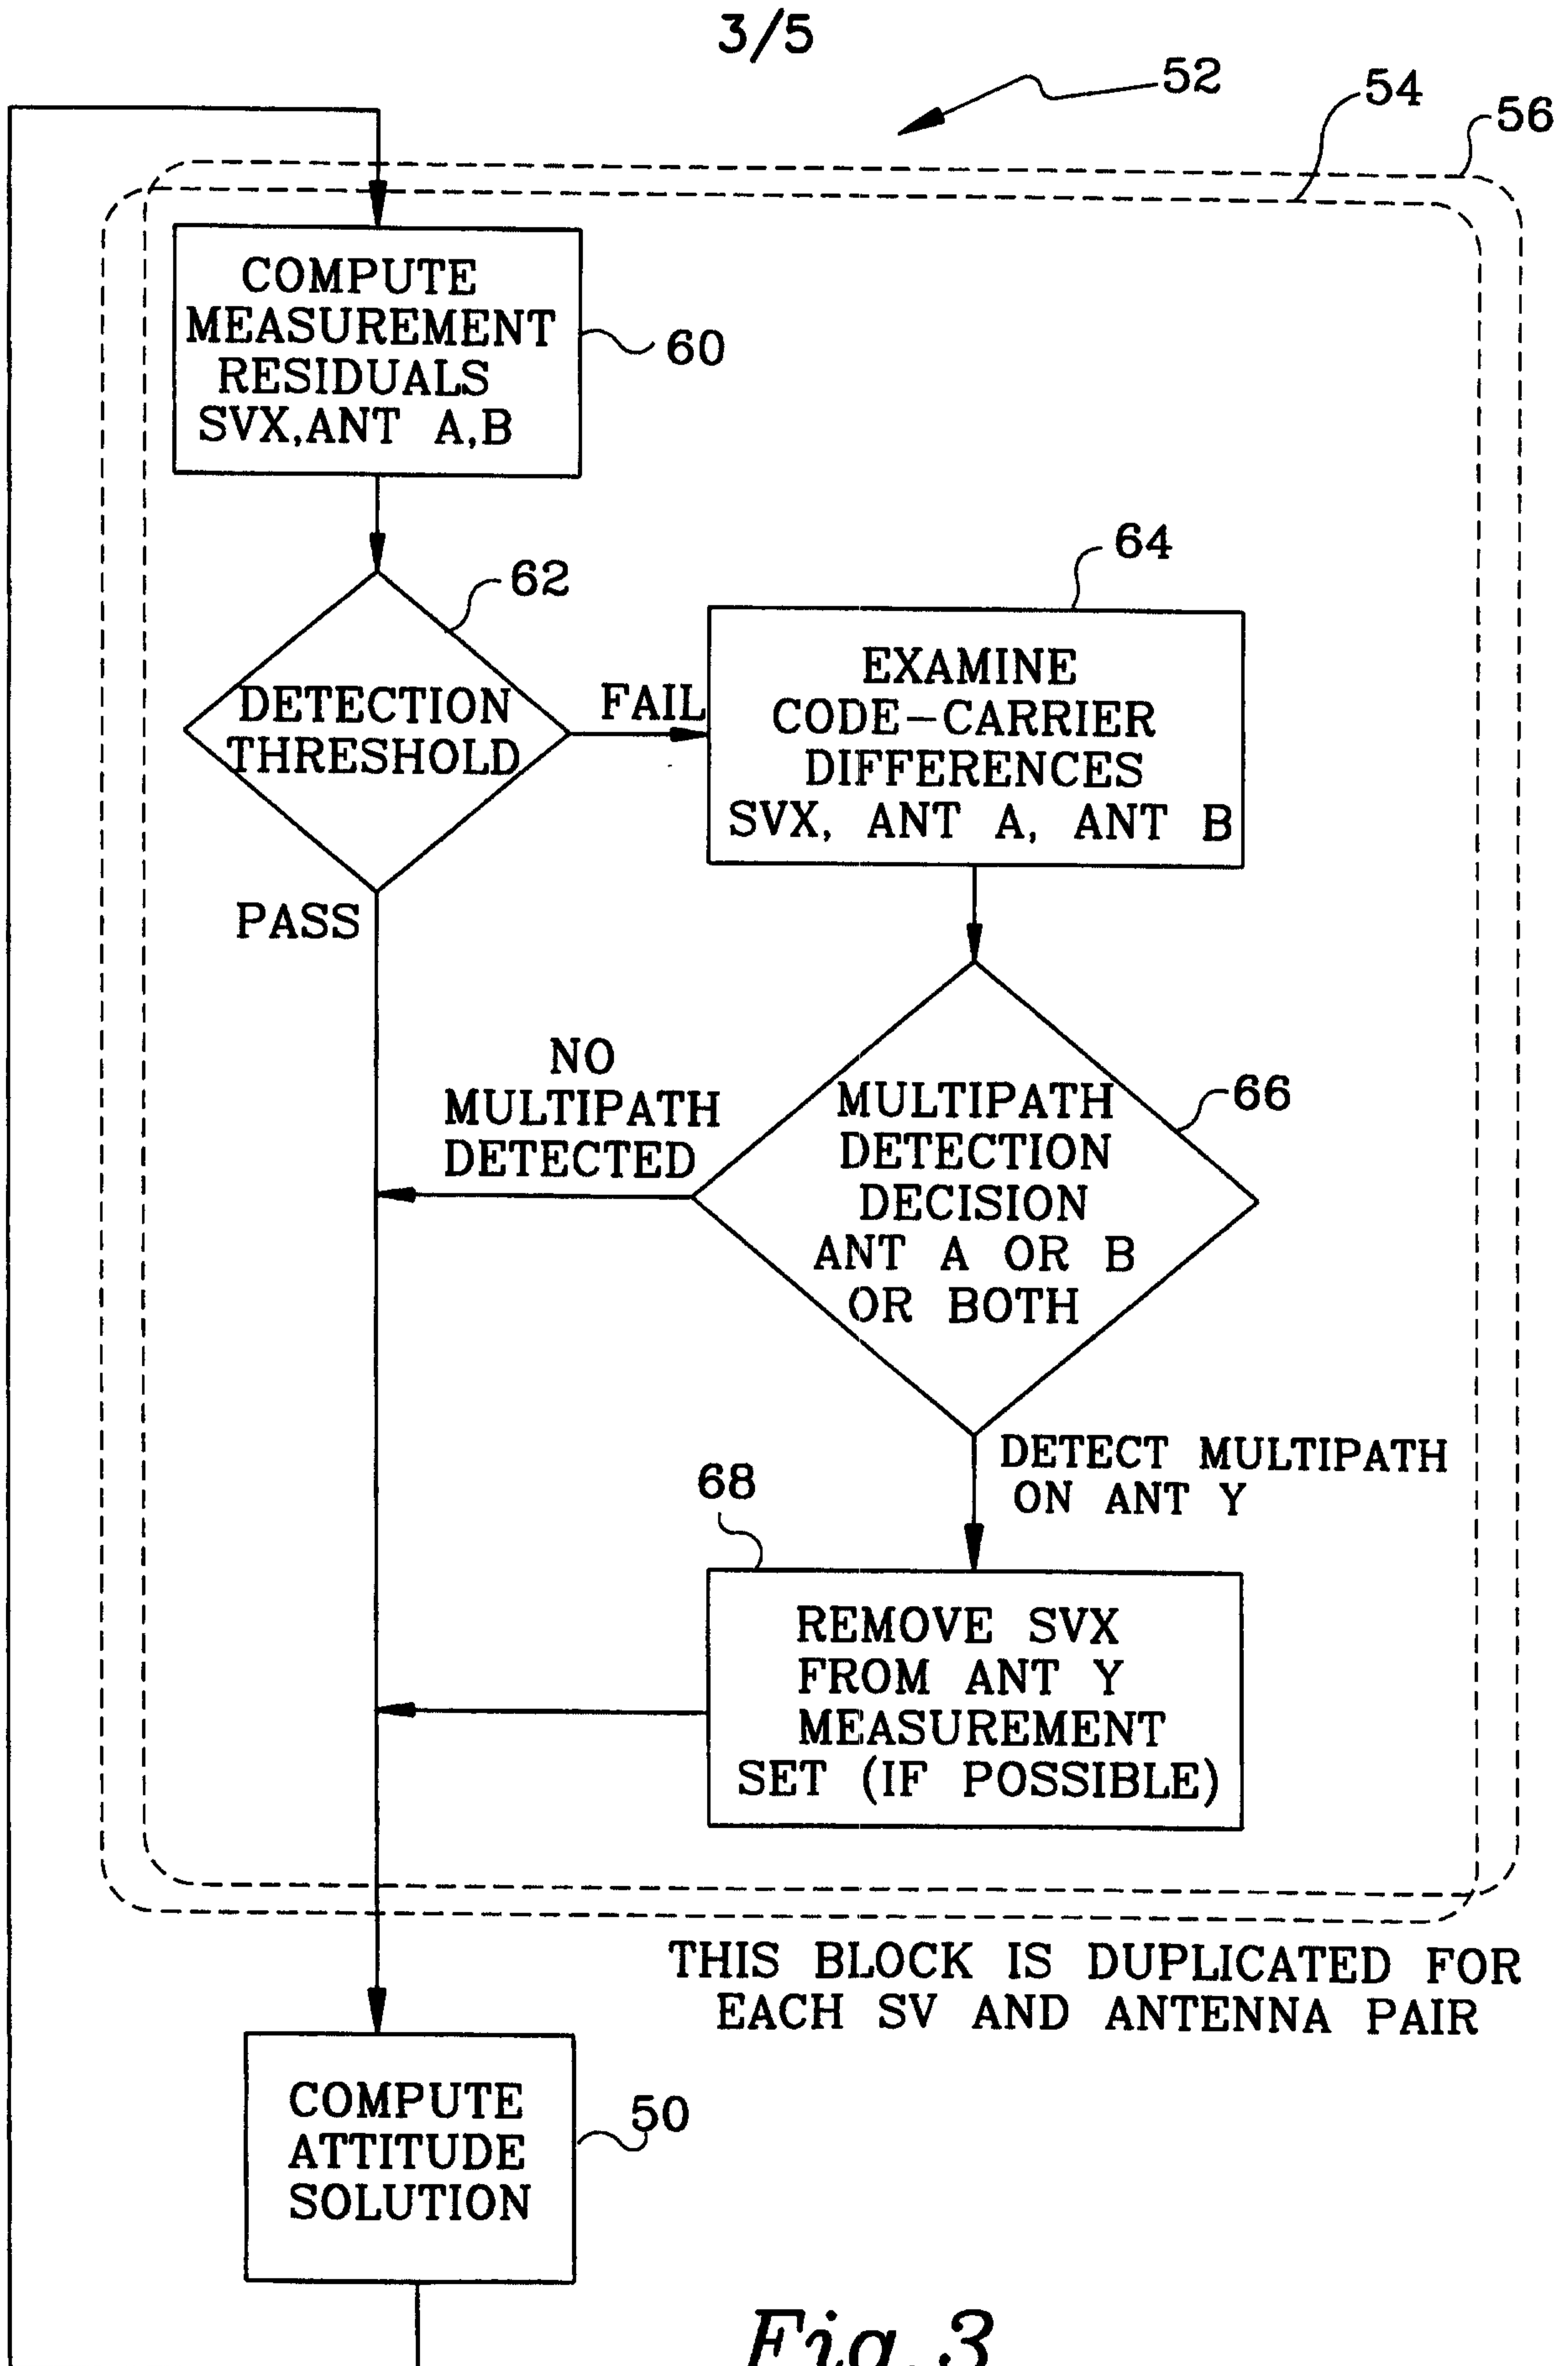 3/5
52
54
56
COMPUTE
MEASUREMENT
RESIDUALS
SVX,ANT A,B
60
62
DETECTION
THRESHOLD
FAIL
PASS
64
EXAMINE
CODE-CARRIER
DIFFERENCES
SVX, ANT A, ANT B
NO
MULTIPATH
DETECTED
66
MULTIPATH
DETECTION
DECISION
ANT A OR B
OR BOTH
DETECT MULTIPATH
ON ANT Y
68
REMOVE SVX
FROM ANT Y
MEASUREMENT
SET (IF POSSIBLE)
THIS BLOCK IS DUPLICATED FOR
EACH SV AND ANTENNA PAIR
COMPUTE
ATTITUDE
SOLUTION
50
Fig.3